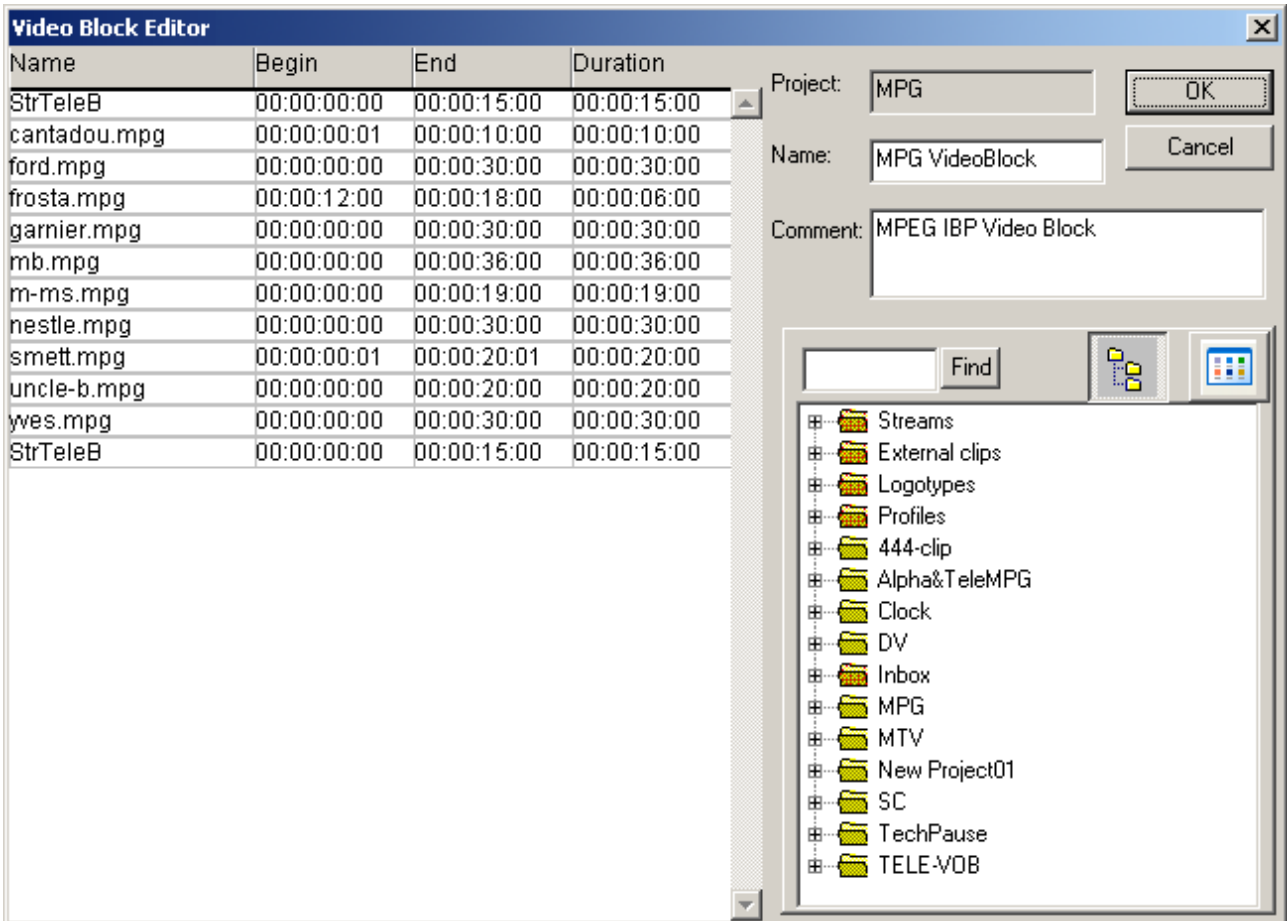 Video Block Editor
Name Begin End Duration
StrTeleB 00:00:00:00 00:00:15:00 00:00:15:00
cantadou.mpg 00:00:00:01 00:00:10:00 00:00:10:00
ford.mpg 00:00:00:00 00:00:30:00 00:00:30:00
frosta.mpg 00:00:12:00 00:00:18:00 00:00:06:00
garnier.mpg 00:00:00:00 00:00:30:00 00:00:30:00
mb.mpg 00:00:00:00 00:00:36:00 00:00:36:00
m-ms.mpg 00:00:00:00 00:00:19:00 00:00:19:00
nestle.mpg 00:00:00:00 00:00:30:00 00:00:30:00
smett.mpg 00:00:00:01 00:00:20:01 00:00:20:00
uncle-b.mpg 00:00:00:00 00:00:20:00 00:00:20:00
yves.mpg 00:00:00:00 00:00:30:00 00:00:30:00
StrTeleB 00:00:00:00 00:00:15:00 00:00:15:00
Project: MPG
OK
Name: MPG VideoBlock
Cancel
Comment: MPEG IBP Video Block
Find
Streams
External clips
Logotypes
Profiles
444-clip
Alpha&TeleMPG
Clock
DV
Inbox
MPG
MTV
New Project01
SC
TechPause
TELE-VOB